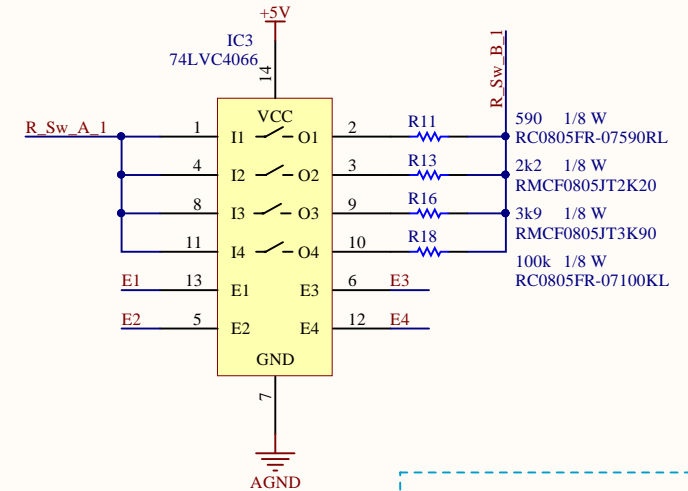 +5V
IC3
74LVC4066
14
R_Sw_B_1
VCC
R_Sw_A_1
1
I1
O1
2
R11
590 1/8 W
RC0805FR-07590RL
4
I2
O2
3
R13
2k2 1/8 W
RMCF0805JT2K20
8
I3
O3
9
R16
3k9 1/8 W
RMCF0805JT3K90
11
I4
O4
10
R18
100k 1/8 W
RC0805FR-07100KL
E1
13
E1
E3
6
E3
E2
5
E2
E4
12
E4
GND
7
AGND